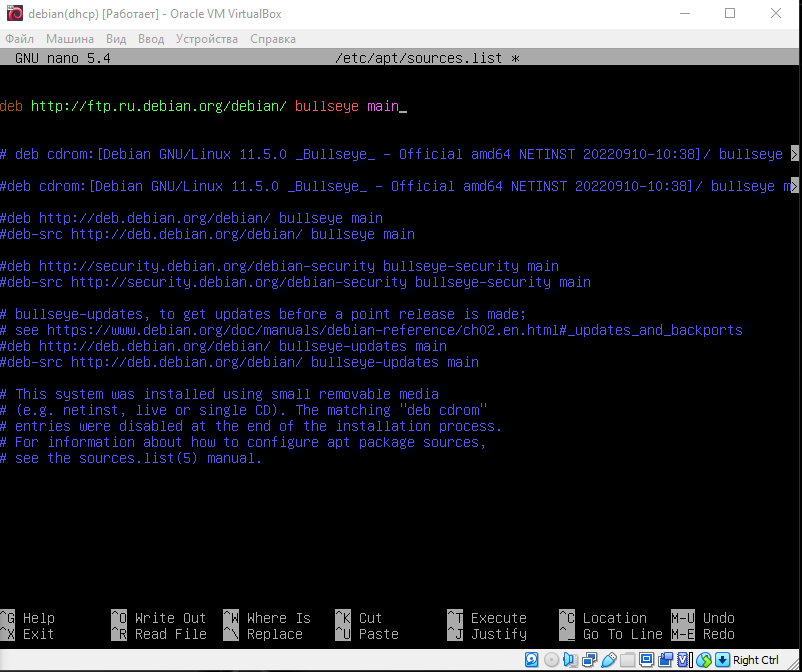 debian(dhcp) [Работает] - Oracle VM VirtualBox
Файл Машина Вид Ввод Устройства Справка
GNU nano 5.4 /etc/apt/sources.list *
deb http://ftp.ru.debian.org/debian/ bullseye main_
# deb cdrom:[Debian GNU/Linux 11.5.0 _Bullseye_ - Official amd64 NETINST 20220910-10:38]/ bullseye >
#deb cdrom:[Debian GNU/Linux 11.5.0 _Bullseye_ - Official amd64 NETINST 20220910-10:38]/ bullseye m>
#deb http://deb.debian.org/debian/ bullseye main
#deb-src http://deb.debian.org/debian/ bullseye main
#deb http://security.debian.org/debian-security bullseye-security main
#deb-src http://security.debian.org/debian-security bullseye-security main
# bullseye-updates, to get updates before a point release is made;
# see https://www.debian.org/doc/manuals/debian-reference/ch02.en.html#_updates_and_backports
#deb http://deb.debian.org/debian/ bullseye-updates main
#deb-src http://deb.debian.org/debian/ bullseye-updates main
# This system was installed using small removable media
# (e.g. netinst, live or single CD). The matching "deb cdrom"
# entries were disabled at the end of the installation process.
# For information about how to configure apt package sources,
# see the sources.list(5) manual.
^G Help ^O Write Out ^W Where Is ^K Cut ^T Execute ^C Location M-U Undo
^X Exit ^R Read File ^\ Replace ^U Paste ^J Justify ^_ Go To Line M-E Redo
Right Ctrl